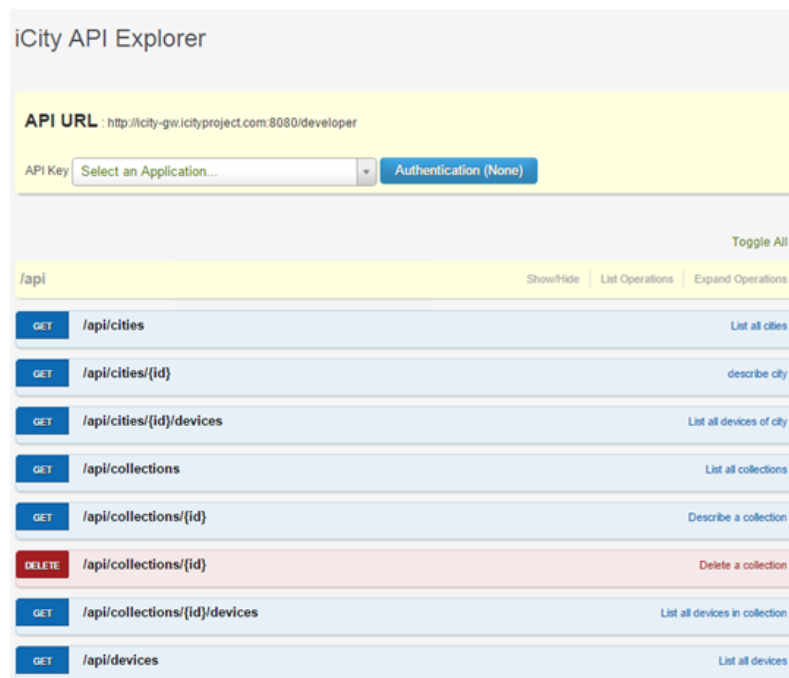 iCity API Explorer
API URL : http://icity-gw.icityproject.com:8080/developer
API Key Select an Application... Authentication (None)
Toggle All
/api Show/Hide List Operations Expand Operations
GET /api/cities List all cities
GET /api/cities/{id} describe city
GET /api/cities/{id}/devices List all devices of city
GET /api/collections List all collections
GET /api/collections/{id} Describe a collection
DELETE /api/collections/{id} Delete a collection
GET /api/collections/{id}/devices List all devices in collection
GET /api/devices List all devices